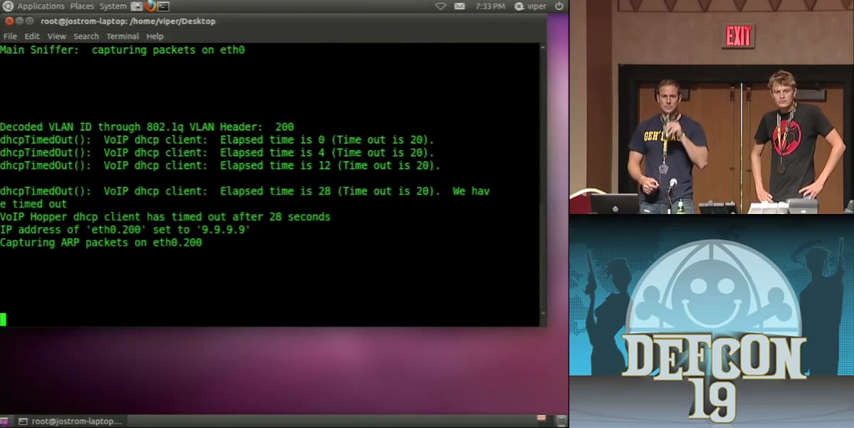 Applications Places System
7:33 PM viper
root@jostrom-laptop: /home/viper/Desktop
File Edit View Search Terminal Help
Main Sniffer: capturing packets on eth0
Decoded VLAN ID through 802.1q VLAN Header: 200
dhcpTimedOut(): VoIP dhcp client: Elapsed time is 0 (Time out is 20).
dhcpTimedOut(): VoIP dhcp client: Elapsed time is 4 (Time out is 20).
dhcpTimedOut(): VoIP dhcp client: Elapsed time is 12 (Time out is 20).
dhcpTimedOut(): VoIP dhcp client: Elapsed time is 28 (Time out is 20). We hav
e timed out
VoIP Hopper dhcp client has timed out after 28 seconds
IP address of 'eth0.200' set to '9.9.9.9'
Capturing ARP packets on eth0.200
root@jostrom-laptop:...
EXIT
DEFCON
19